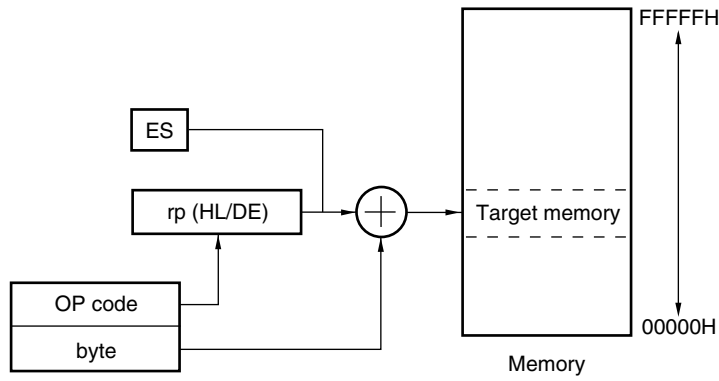 FFFFFH
ES
rp (HL/DE)
Target memory
OP code
byte
00000H
Memory